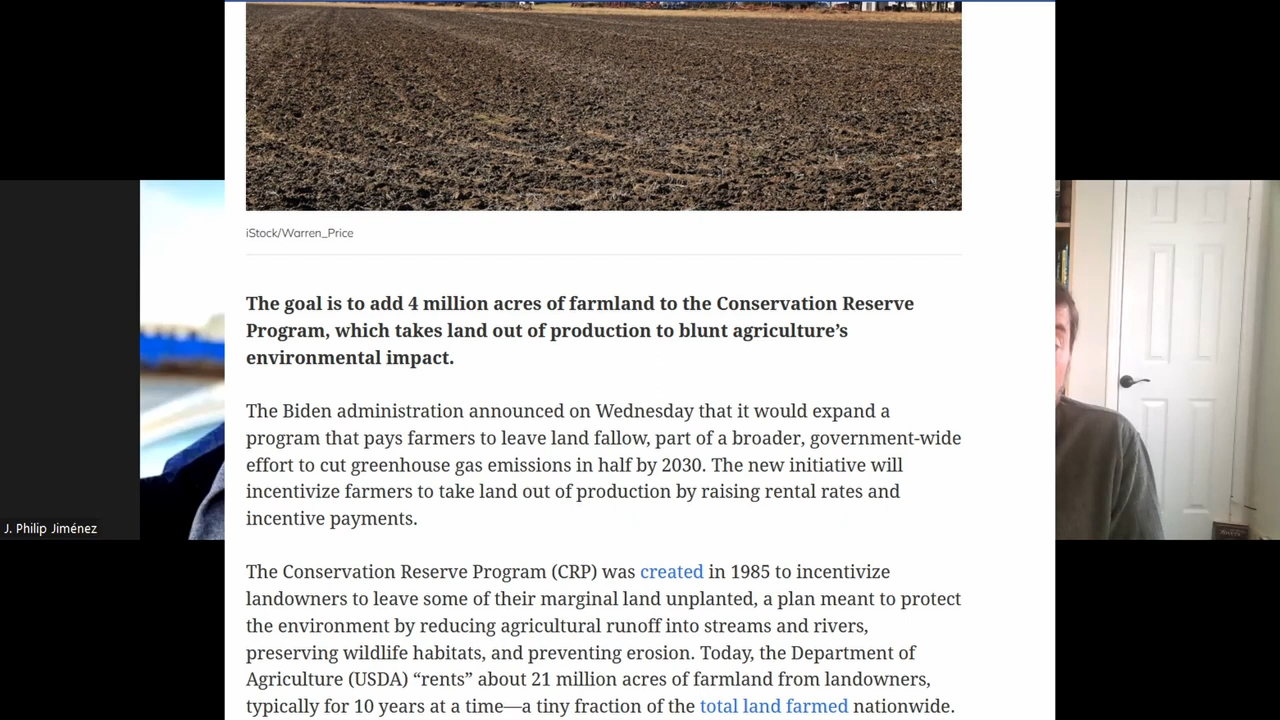 iStock/Warren_Price
The goal is to add 4 million acres of farmland to the Conservation Reserve
Program, which takes land out of production to blunt agriculture’s
environmental impact.
The Biden administration announced on Wednesday that it would expand a
program that pays farmers to leave land fallow, part of a broader, government-wide
effort to cut greenhouse gas emissions in half by 2030. The new initiative will
incentivize farmers to take land out of production by raising rental rates and
incentive payments.
The Conservation Reserve Program (CRP) was created in 1985 to incentivize
landowners to leave some of their marginal land unplanted, a plan meant to protect
the environment by reducing agricultural runoff into streams and rivers,
preserving wildlife habitats, and preventing erosion. Today, the Department of
Agriculture (USDA) “rents” about 21 million acres of farmland from landowners,
typically for 10 years at a time—a tiny fraction of the total land farmed nationwide.
J. Philip Jiménez